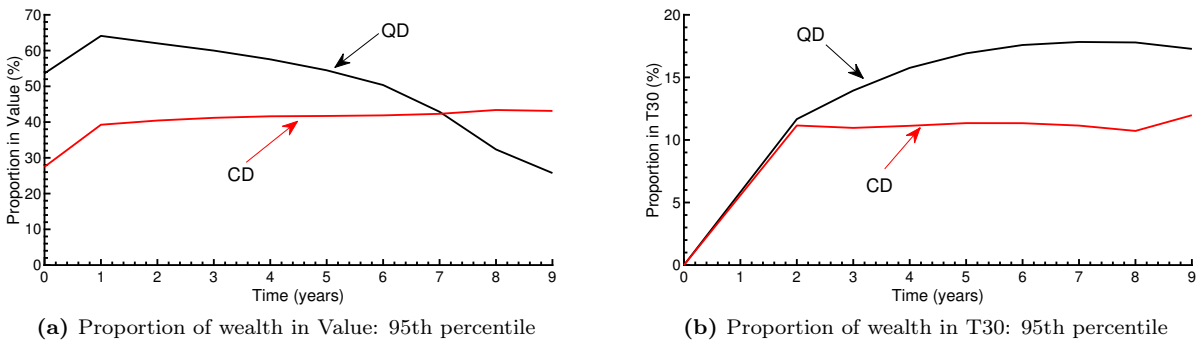 70
60
50
40
30
20
10
0
Proportion in Value (%)
QD
CD
0 1 2 3 4 5 6 7 8 9
Time (years)
(a) Proportion of wealth in Value: 95th percentile
20
15
10
5
0
Proportion in T30 (%)
QD
CD
0 1 2 3 4 5 6 7 8 9
Time (years)
(b) Proportion of wealth in T30: 95th percentile